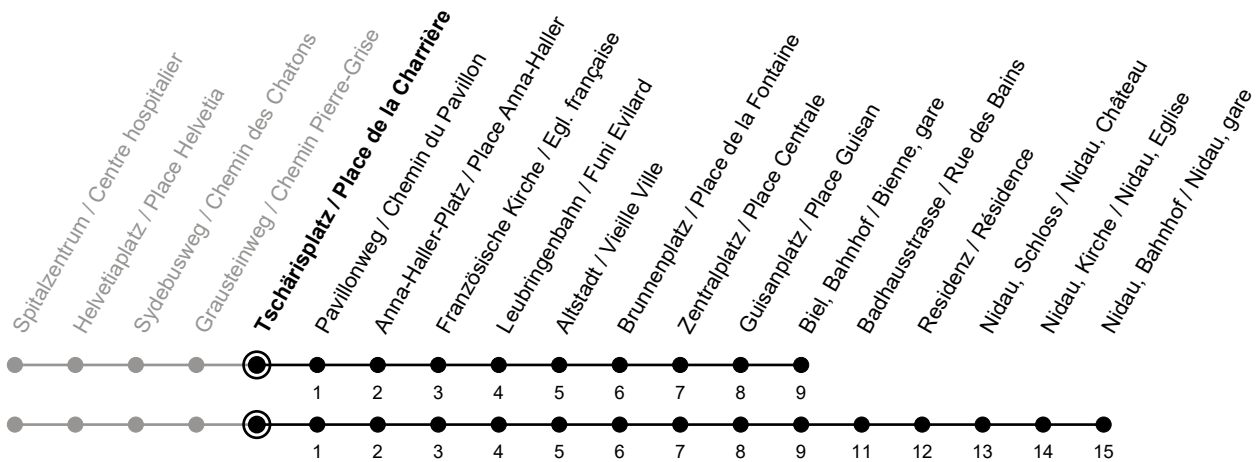 Spitalzentrum / Centre hospitalier
Helvetiaplatz / Place Helvetia
Sydebusweg / Chemin des Chatons
Grausteinweg / Chemin Pierre-Grise
Tschärisplatz / Place de la Charrière
Pavillonweg / Chemin du Pavillon
Anna-Haller-Platz / Place Anna-Haller
Französische Kirche / Egl. française
Leubringenbahn / Funi Evilard
Altstadt / Vieille Ville
Brunnenplatz / Place de la Fontaine
Zentralplatz / Place Centrale
Guisanplatz / Place Guisan
Biel, Bahnhof / Bienne, gare
Badhausstrasse / Rue des Bains
Residenz / Résidence
Nidau, Schloss / Nidau, Château
Nidau, Kirche / Nidau, Eglise
Nidau, Bahnhof / Nidau, gare
1 2 3 4 5 6 7 8 9
1 2 3 4 5 6 7 8 9 11 12 13 14 15